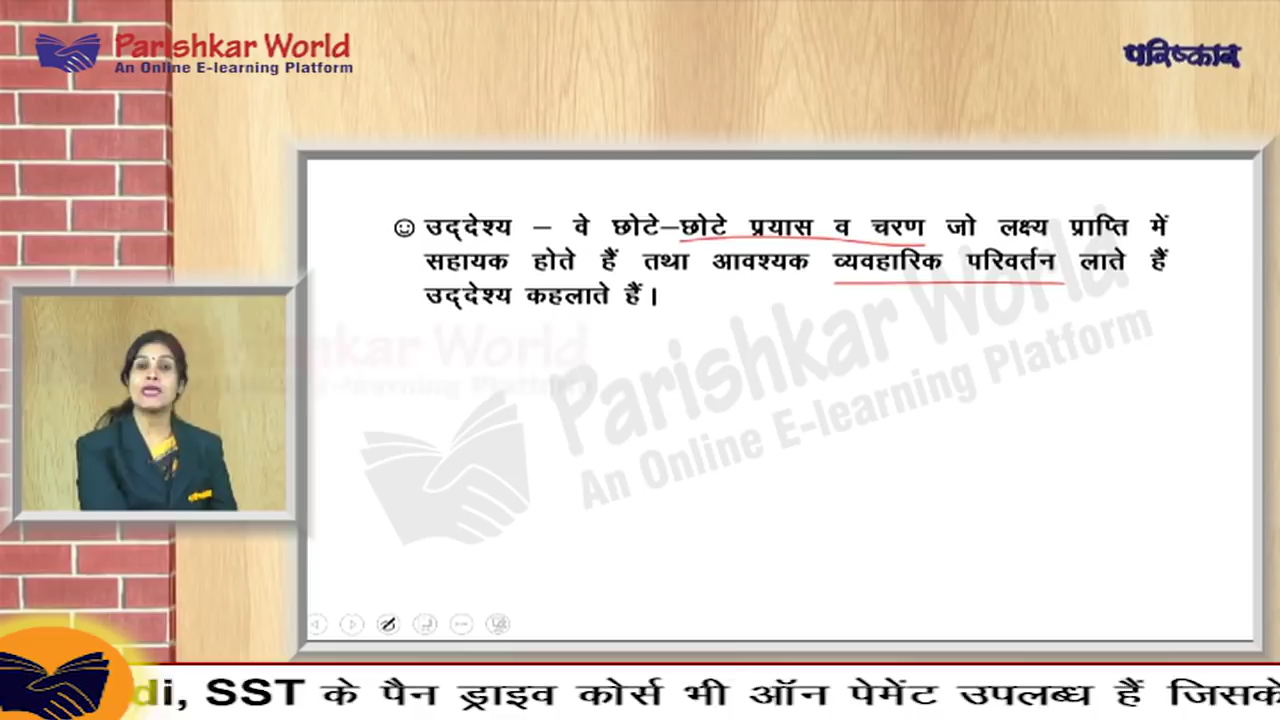 Parishkar World
An Online E-learning Platform
परिष्कार
☺ उद्देश्य – वे छोटे–छोटे प्रयास व चरण जो लक्ष्य प्राप्ति में
सहायक होते हैं तथा आवश्यक व्यवहारिक परिवर्तन लाते हैं
उद्देश्य कहलाते हैं।
Parishkar World
An Online E-learning Platform
di, SST के पैन ड्राइव कोर्स भी ऑन पेमेंट उपलब्ध हैं जिसके